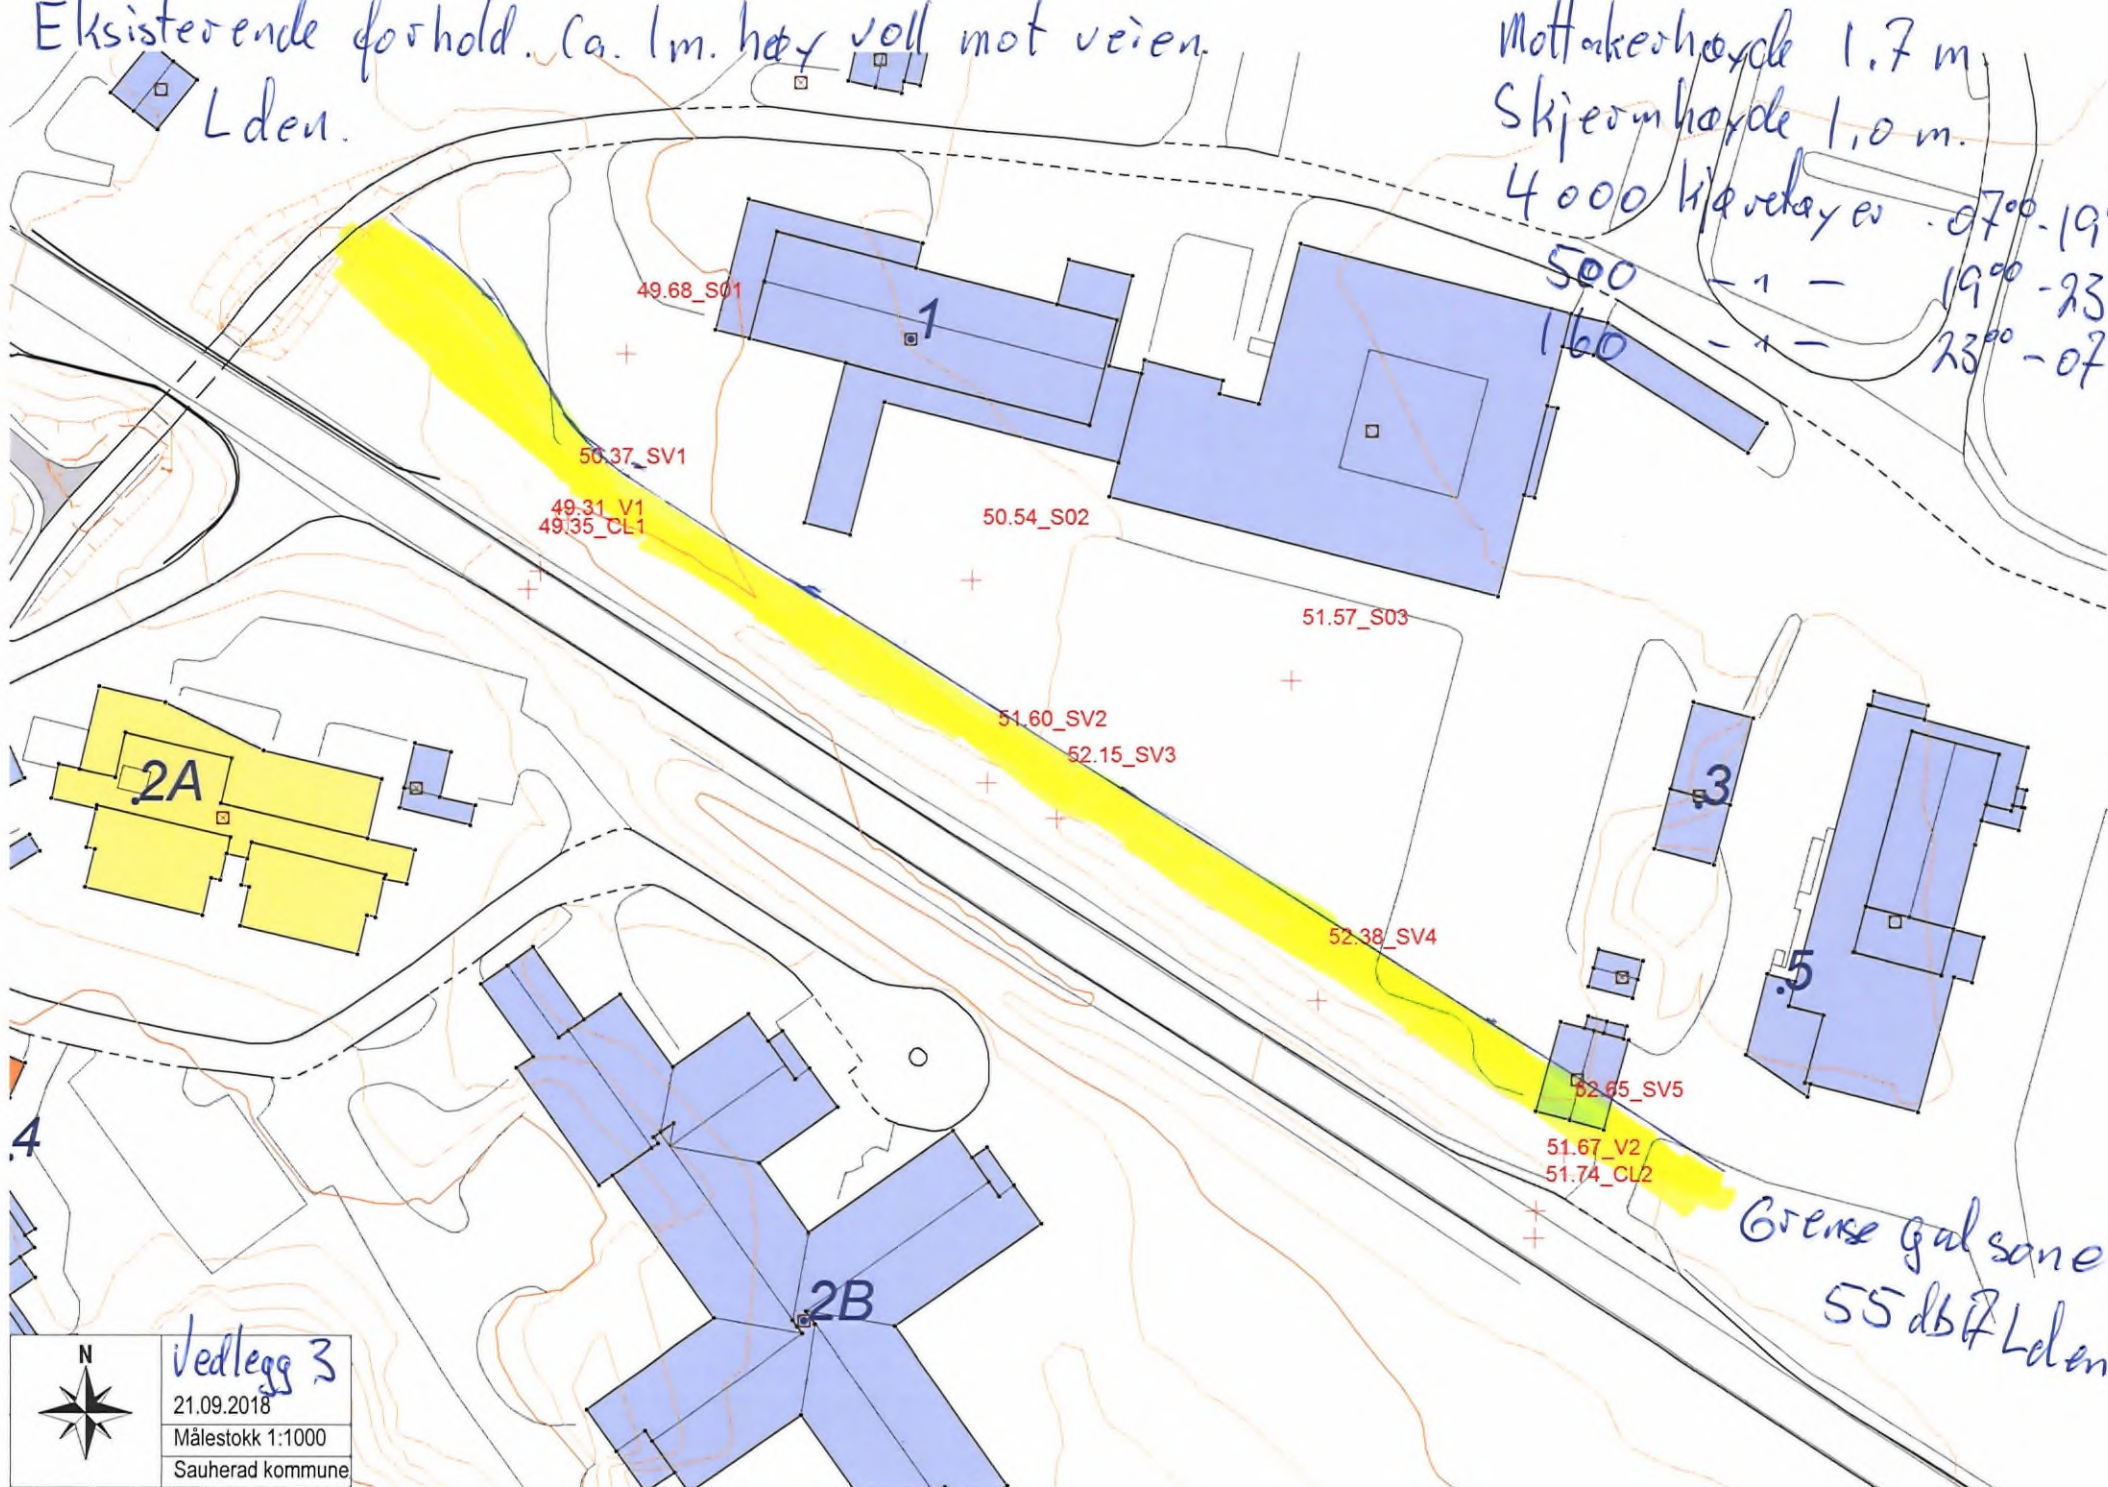 Eksisterende forhold. Ca. 1m. høy voll mot veien.
Lden.
Mottakerhøyde 1.7 m.
Skjermhøyde 1,0 m.
4000 kjøretøyer - 07⁰⁰-19
500 - " - 19⁰⁰-23
160 - " - 23⁰⁰-07
49.68_S01
1
50.37_SV1
49.31_V1
49.35_CL1
50.54_S02
51.57_S03
51.60_SV2
52.15_SV3
2A
3
52.38_SV4
5
52.65_SV5
51.67_V2
51.74_CL2
4
2B
Grense gul sone
55 dB Lden
N
Vedlegg 3
21.09.2018
Målestokk 1:1000
Sauherad kommune